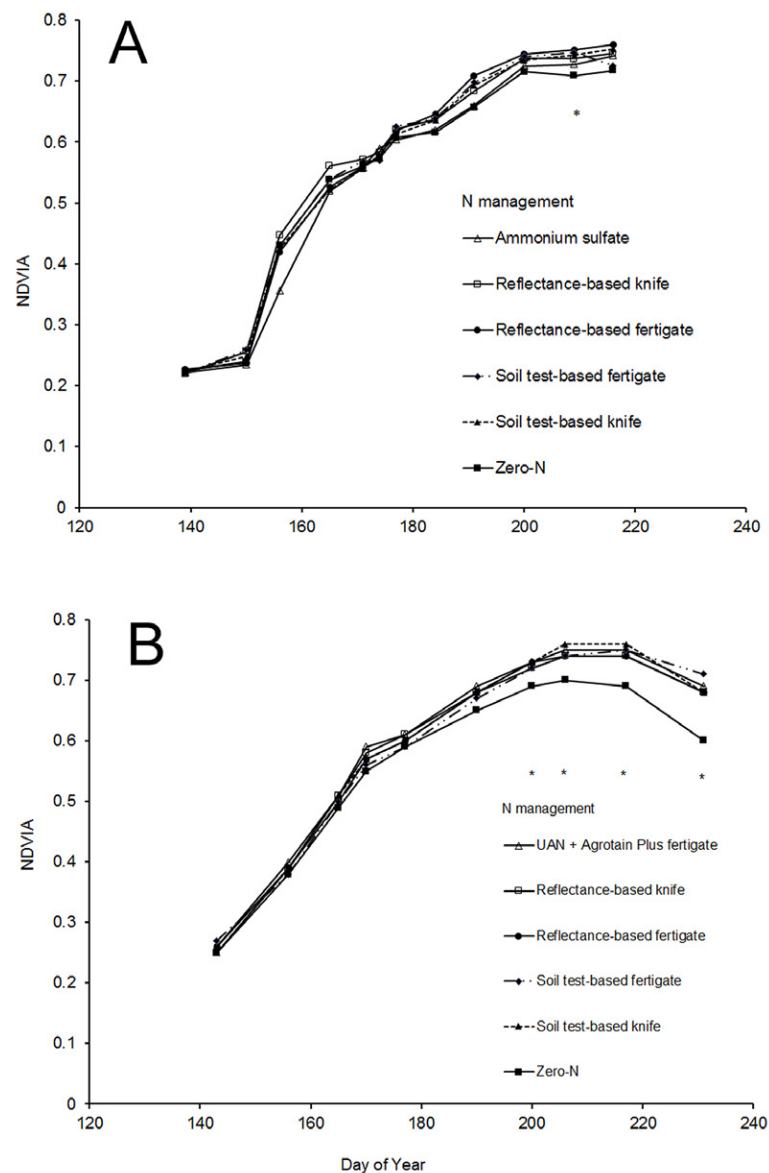 A
0.8
0.7
0.6
0.5
0.4
0.3
0.2
0.1
0
NDVIA
*
N management
Ammonium sulfate
Reflectance-based knife
Reflectance-based fertigate
Soil test-based fertigate
Soil test-based knife
Zero-N
120 140 160 180 200 220 240
B
0.8
0.7
0.6
0.5
0.4
0.3
0.2
0.1
0
NDVIA
* * * *
N management
UAN + Agrotain Plus fertigate
Reflectance-based knife
Reflectance-based fertigate
Soil test-based fertigate
Soil test-based knife
Zero-N
120 140 160 180 200 220 240
Day of Year